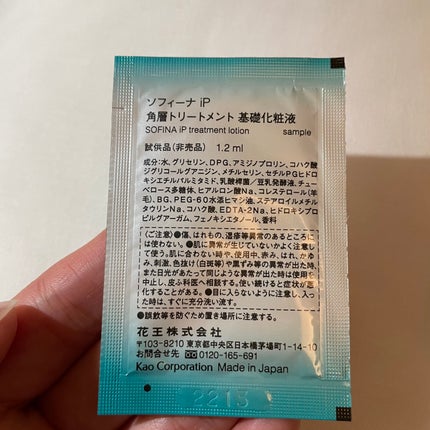 ソフィーナ iP
角層トリートメント 基礎化粧液
SOFINA iP treatment lotion sample
試供品(非売品) 1.2 ml
成分:水、グリセリン、DPG、アミジノプロリン、コハク酸
ジグリコールグアニジン、メチルセリン、セチルPGヒドロ
キシエチルパルミタミド、乳酸桿菌/豆乳発酵液、チュー
ベロース多糖体、ヒアルロン酸Na、コレステロール(羊
毛)、BG、PEG-60水添ヒマシ油、ステアロイルメチル
タウリンNa、コハク酸、EDTA-2Na、ヒドロキシプロ
ピルグアーガム、フェノキシエタノール、香料
〈ご注意〉●傷、はれもの、湿疹等異常のあるところに
は使わない。●肌に異常が生じていないかよく注意し
て使う。肌に合わない時や、使用中、赤み、はれ、かゆ
み、刺激、色抜け(白斑等)や黒ずみ等の異常が出た時、
また日光があたって同じような異常が出た時は使用を
中止し、皮ふ科医へ相談する。使い続けると症状が悪
化することがある。●目に入らないように注意し、入っ
た時は、すぐに充分洗い流す。
●誤飲等を防ぐため置き場所に注意する。
花王株式会社
〒103-8210 東京都中央区日本橋茅場町1-14-10
お問合せ先 0120-165-691
Kao Corporation Made in Japan
2213